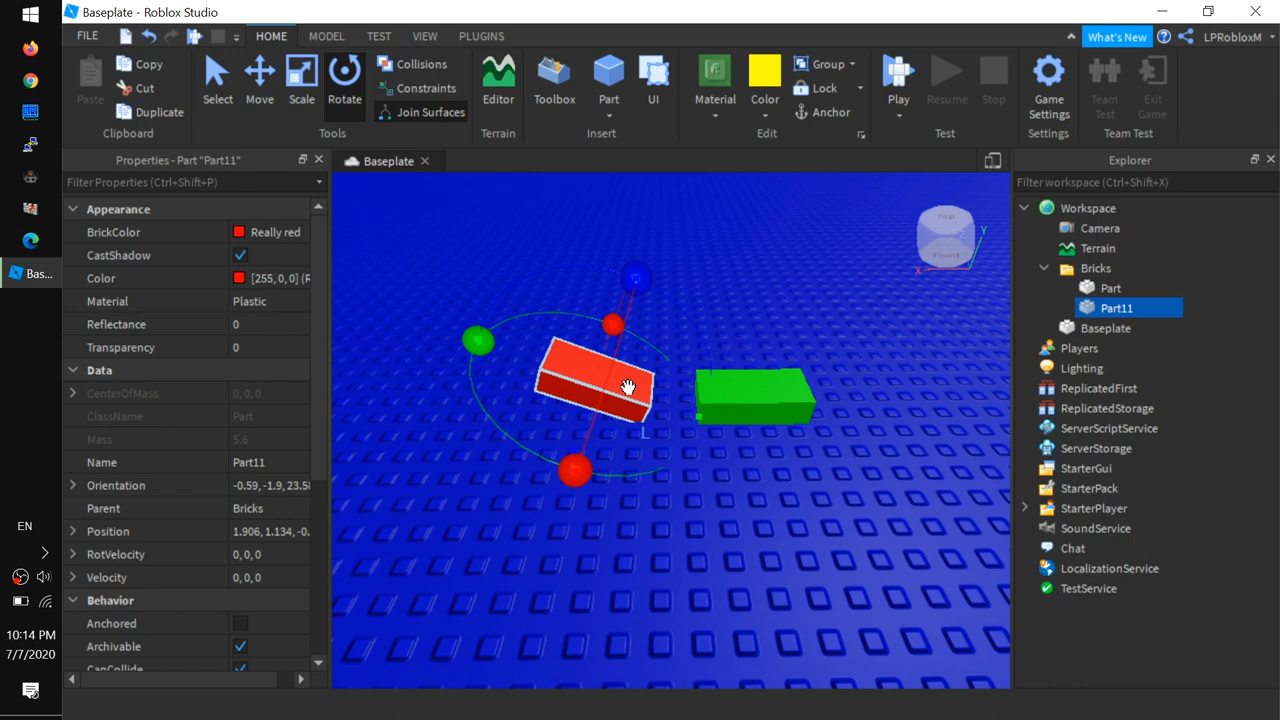 Baseplate - Roblox Studio
FILE HOME MODEL TEST VIEW PLUGINS What's New LPRobloxM
Paste Copy Cut Duplicate Clipboard
Select Move Scale Rotate Collisions Constraints Join Surfaces Tools
Editor Terrain
Toolbox Part UI Insert
Material Color Group Lock Anchor Edit
Play Resume Stop Test
Game Settings Settings
Team Test Exit Game Team Test
Properties - Part "Part11"
Filter Properties (Ctrl+Shift+P)
Appearance
BrickColor Really red
CastShadow
Color [255, 0, 0] (R
Material Plastic
Reflectance 0
Transparency 0
Data
CenterOfMass 0, 0, 0
ClassName Part
Mass 5.6
Name Part11
Orientation -0.59, -1.9, 23.58
Parent Bricks
Position 1.906, 1.134, -0.
RotVelocity 0, 0, 0
Velocity 0, 0, 0
Behavior
Anchored
Archivable
CanCollide
Baseplate
X
Y
Explorer
Filter workspace (Ctrl+Shift+X)
Workspace
Camera
Terrain
Bricks
Part
Part11
Baseplate
Players
Lighting
ReplicatedFirst
ReplicatedStorage
ServerScriptService
ServerStorage
StarterGui
StarterPack
StarterPlayer
SoundService
Chat
LocalizationService
TestService
Bas...
EN
10:14 PM
7/7/2020